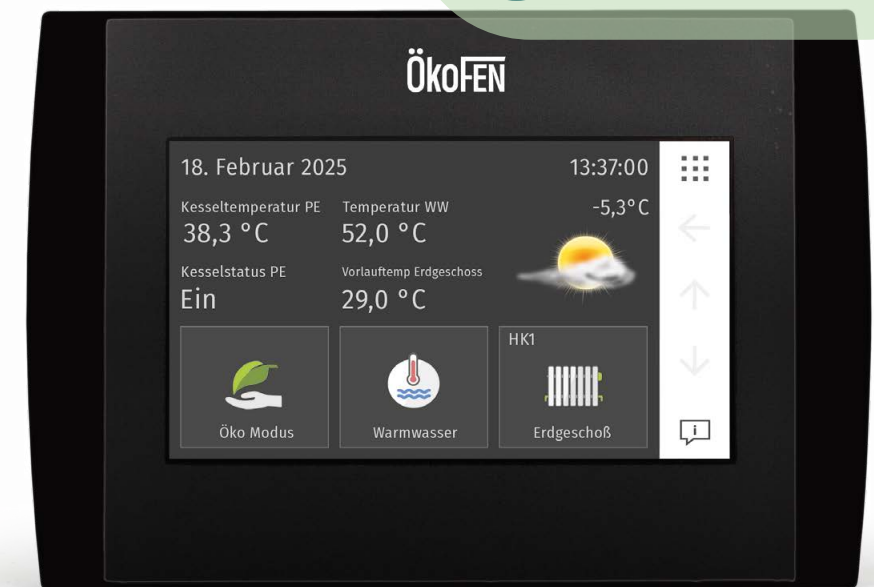 ÖkoFEN
18. Februar 2025 13:37:00
-5,3°C
Kesseltemperatur PE Temperatur WW
38,3 °C 52,0 °C
Kesselstatus PE Vorlauftemp Erdgeschoss
Ein 29,0 °C
HK1
Öko Modus Warmwasser Erdgeschoß
i